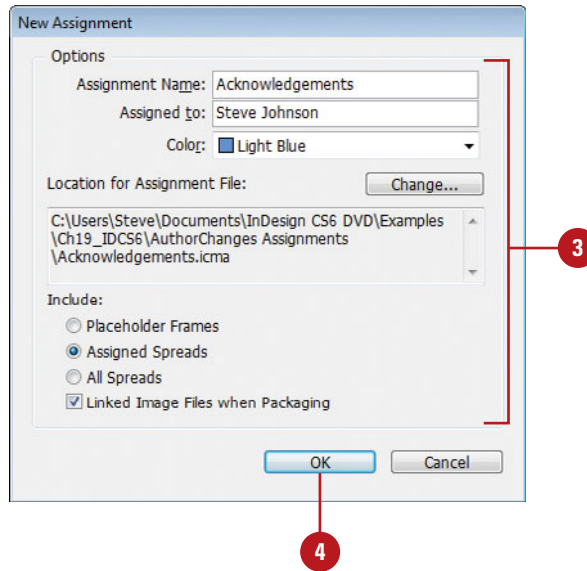 New Assignment
Options
Assignment Name: Acknowledgements
Assigned to: Steve Johnson
Color: Light Blue
Location for Assignment File: Change...
C:\Users\Steve\Documents\InDesign CS6 DVD\Examples
\Ch19_IDCS6\AuthorChanges Assignments
\Acknowledgements.icma
3
Include:
Placeholder Frames
Assigned Spreads
All Spreads
Linked Image Files when Packaging
OK Cancel
4